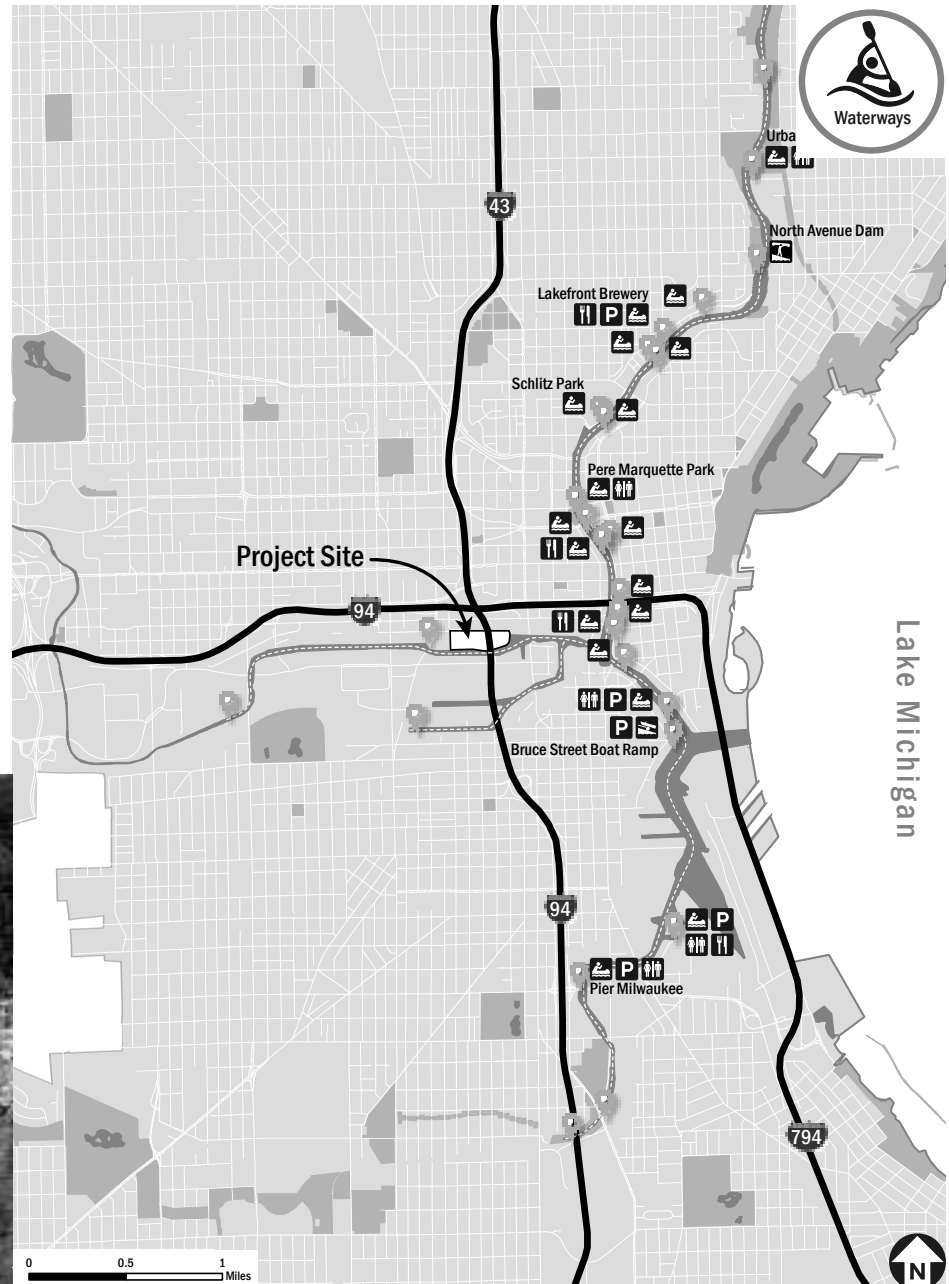 Waterways
Urba
43
North Avenue Dam
Lakefront Brewery
P
Schlitz Park
Pere Marquette Park
Project Site
94
Lake Michigan
P
P
Bruce Street Boat Ramp
94
P
P
Pier Milwaukee
794
0 0.5 1
Miles
N